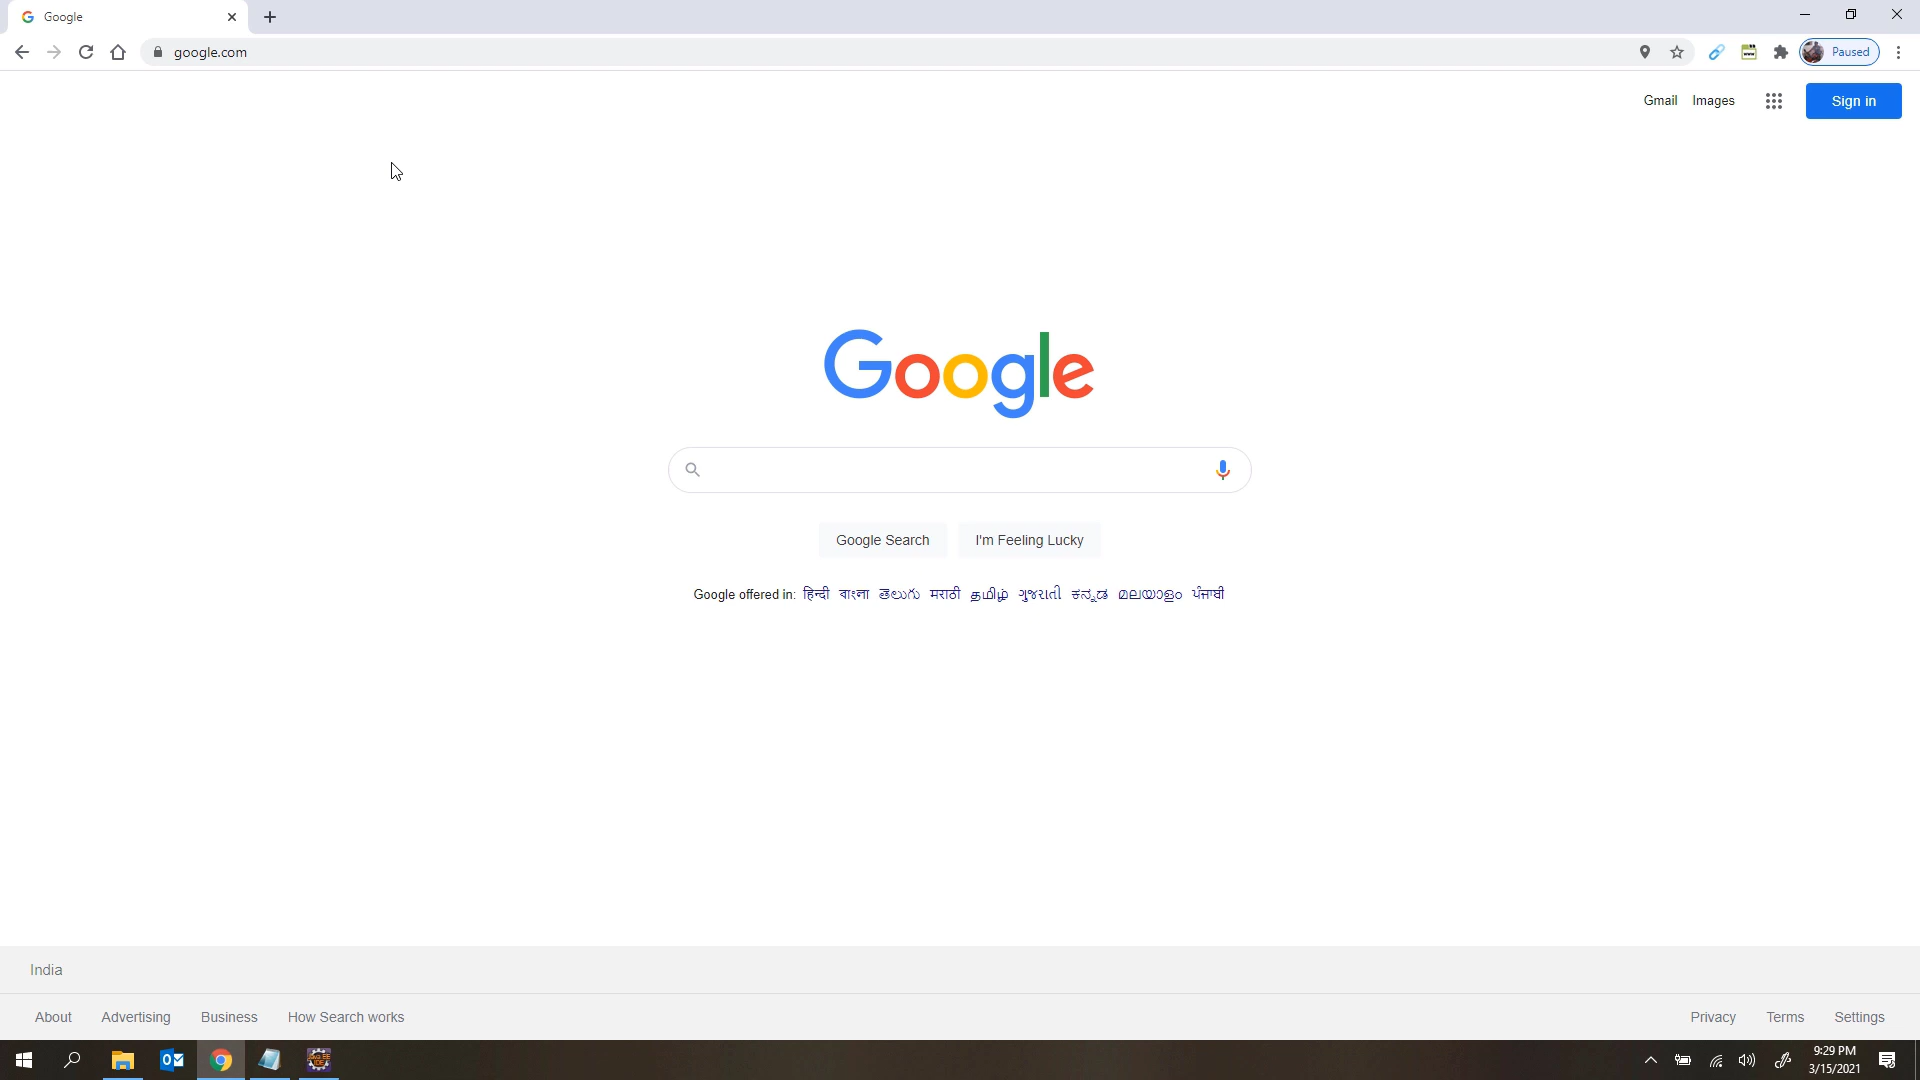 Google
google.com
Paused
Gmail Images Sign in
Google
Google Search I'm Feeling Lucky
Google offered in: हिन्दी বাংলা తెలుగు मराठी தமிழ் ગુજરાતી ಕನ್ನಡ മലയാളം ਪੰਜਾਬੀ
India
About Advertising Business How Search works Privacy Terms Settings
9:29 PM
3/15/2021